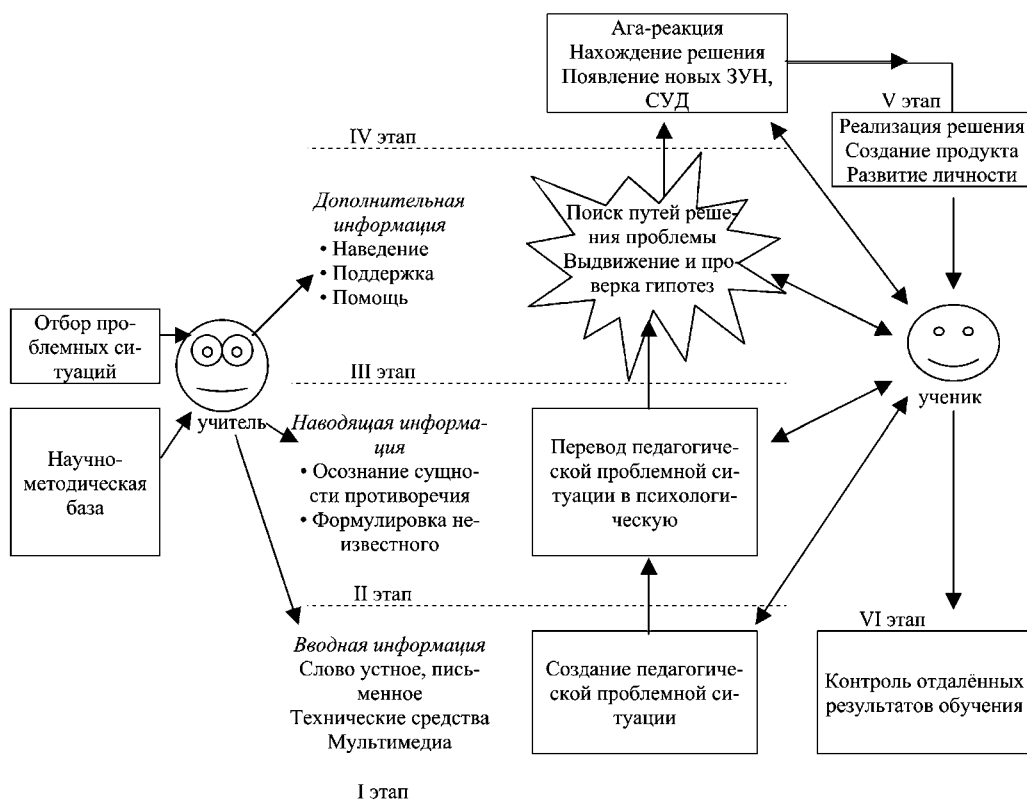 Ага-реакция
Нахождение решения
Появление новых ЗУН,
СУД
V этап
Реализация решения
Создание продукта
Развитие личности
IV этап
Дополнительная
информация
• Наведение
• Поддержка
• Помощь
Поиск путей реше-
ния проблемы
Выдвижение и про-
верка гипотез
Отбор про-
блемных си-
туаций
учитель
ученик
III этап
Научно-
методическая
база
Наводящая информа-
ция
• Осознание сущно-
сти противоречия
• Формулировка не-
известного
Перевод педагогиче-
ской проблемной си-
туации в психологи-
ческую
II этап
VI этап
Вводная информация
Слово устное, пись-
менное
Технические средства
Мультимедиа
Создание педагогиче-
ской проблемной си-
туации
Контроль отдалённых
результатов обучения
I этап